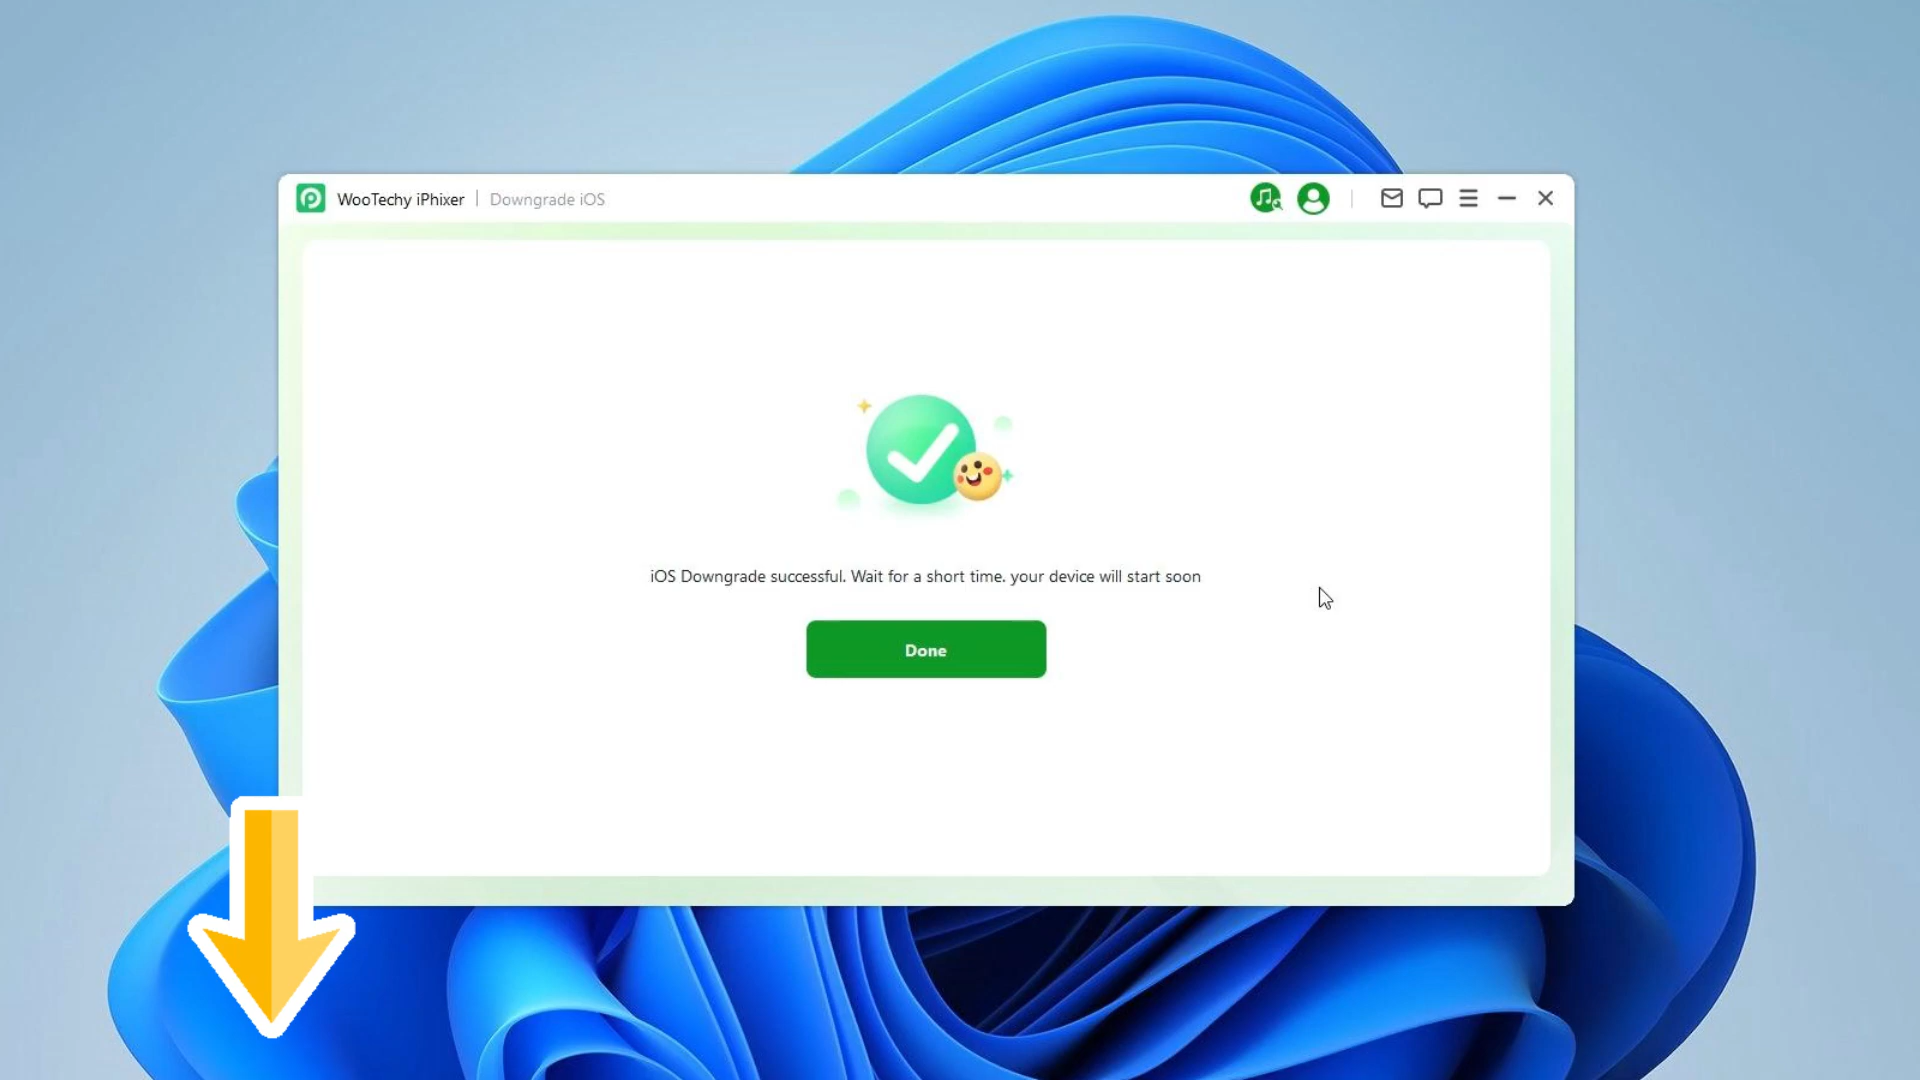 WooTechy iPhixer | Downgrade iOS
iOS Downgrade successful. Wait for a short time. your device will start soon
Done